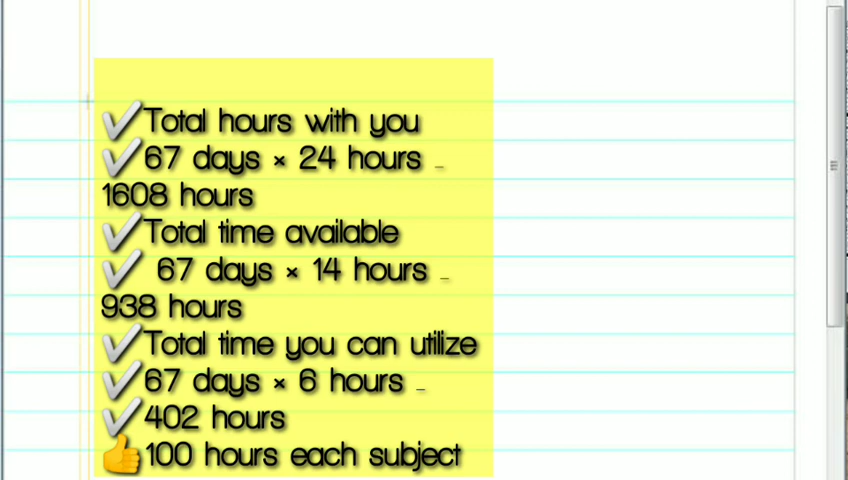 ✔Total hours with you
✔67 days × 24 hours =
1608 hours
✔Total time available
✔ 67 days × 14 hours =
938 hours
✔Total time you can utilize
✔67 days × 6 hours =
✔402 hours
👍100 hours each subject